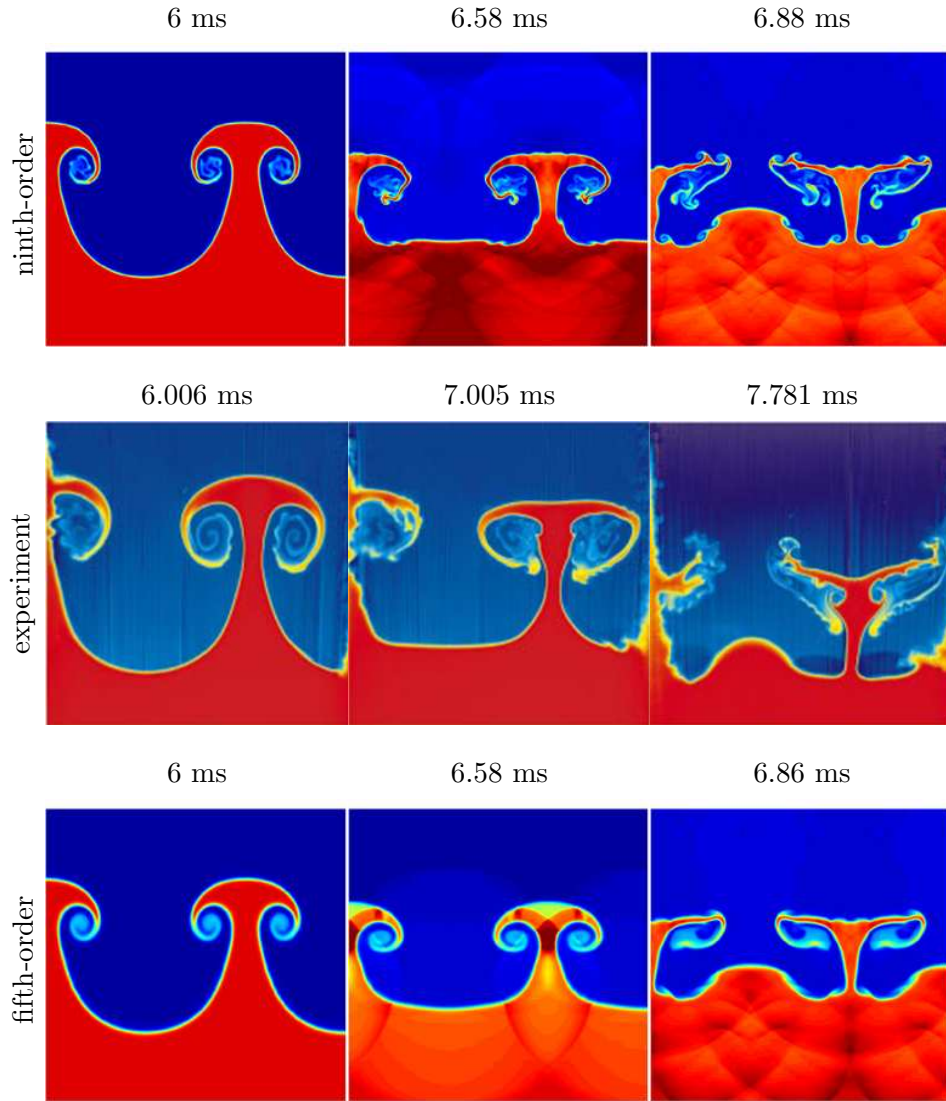 6 ms 6.58 ms 6.88 ms
ninth-order
6.006 ms 7.005 ms 7.781 ms
experiment
6 ms 6.58 ms 6.86 ms
fifth-order